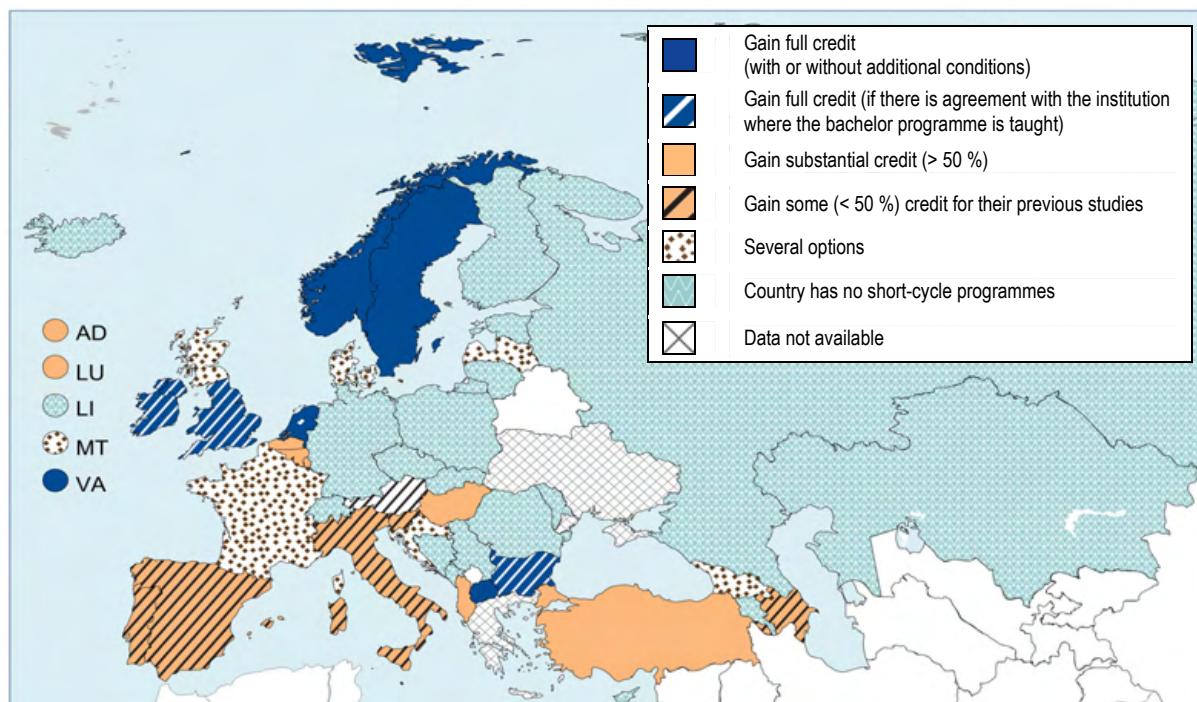 Gain full credit
(with or without additional conditions)
Gain full credit (if there is agreement with the institution
where the bachelor programme is taught)
Gain substantial credit (> 50 %)
Gain some (< 50 %) credit for their previous studies
Several options
Country has no short-cycle programmes
Data not available
AD
LU
LI
MT
VA